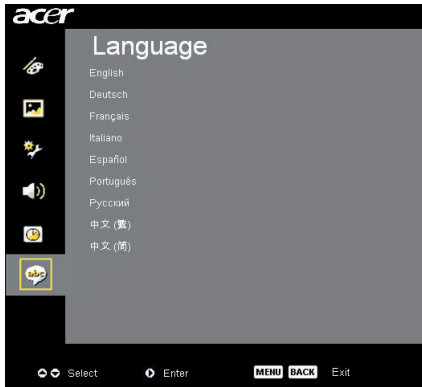 acer
Language
English
Deutsch
Français
Italiano
Español
Português
Русский
中文 (繁)
中文 (简)
abc
Select Enter MENU BACK Exit